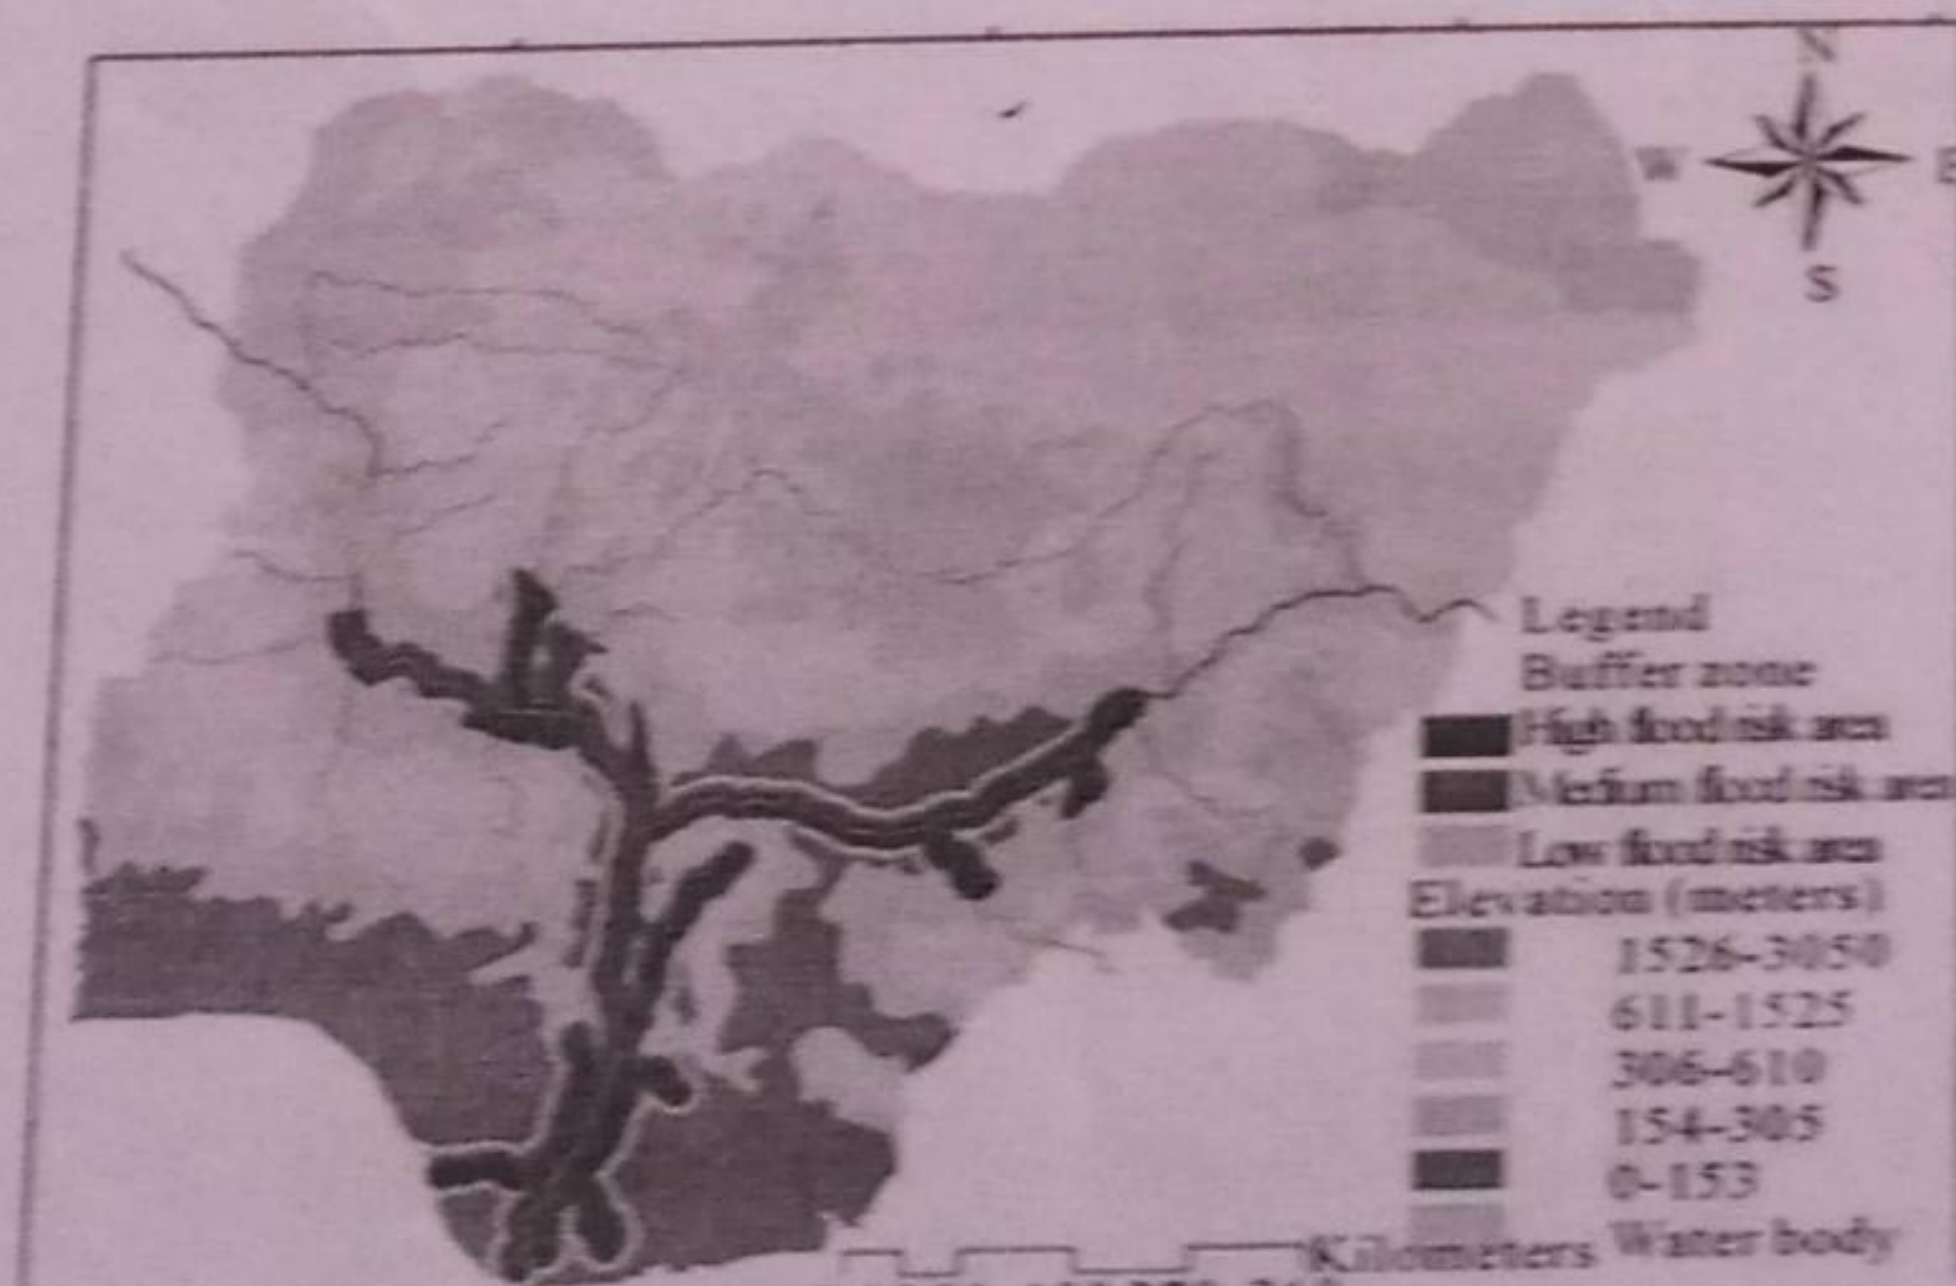 N
W E
S
Legend
Buffer zone
High flood risk area
Medium flood risk area
Low flood risk area
Elevation (meters)
1526-3050
611-1525
306-610
154-305
0-153
Water body
Kilometers